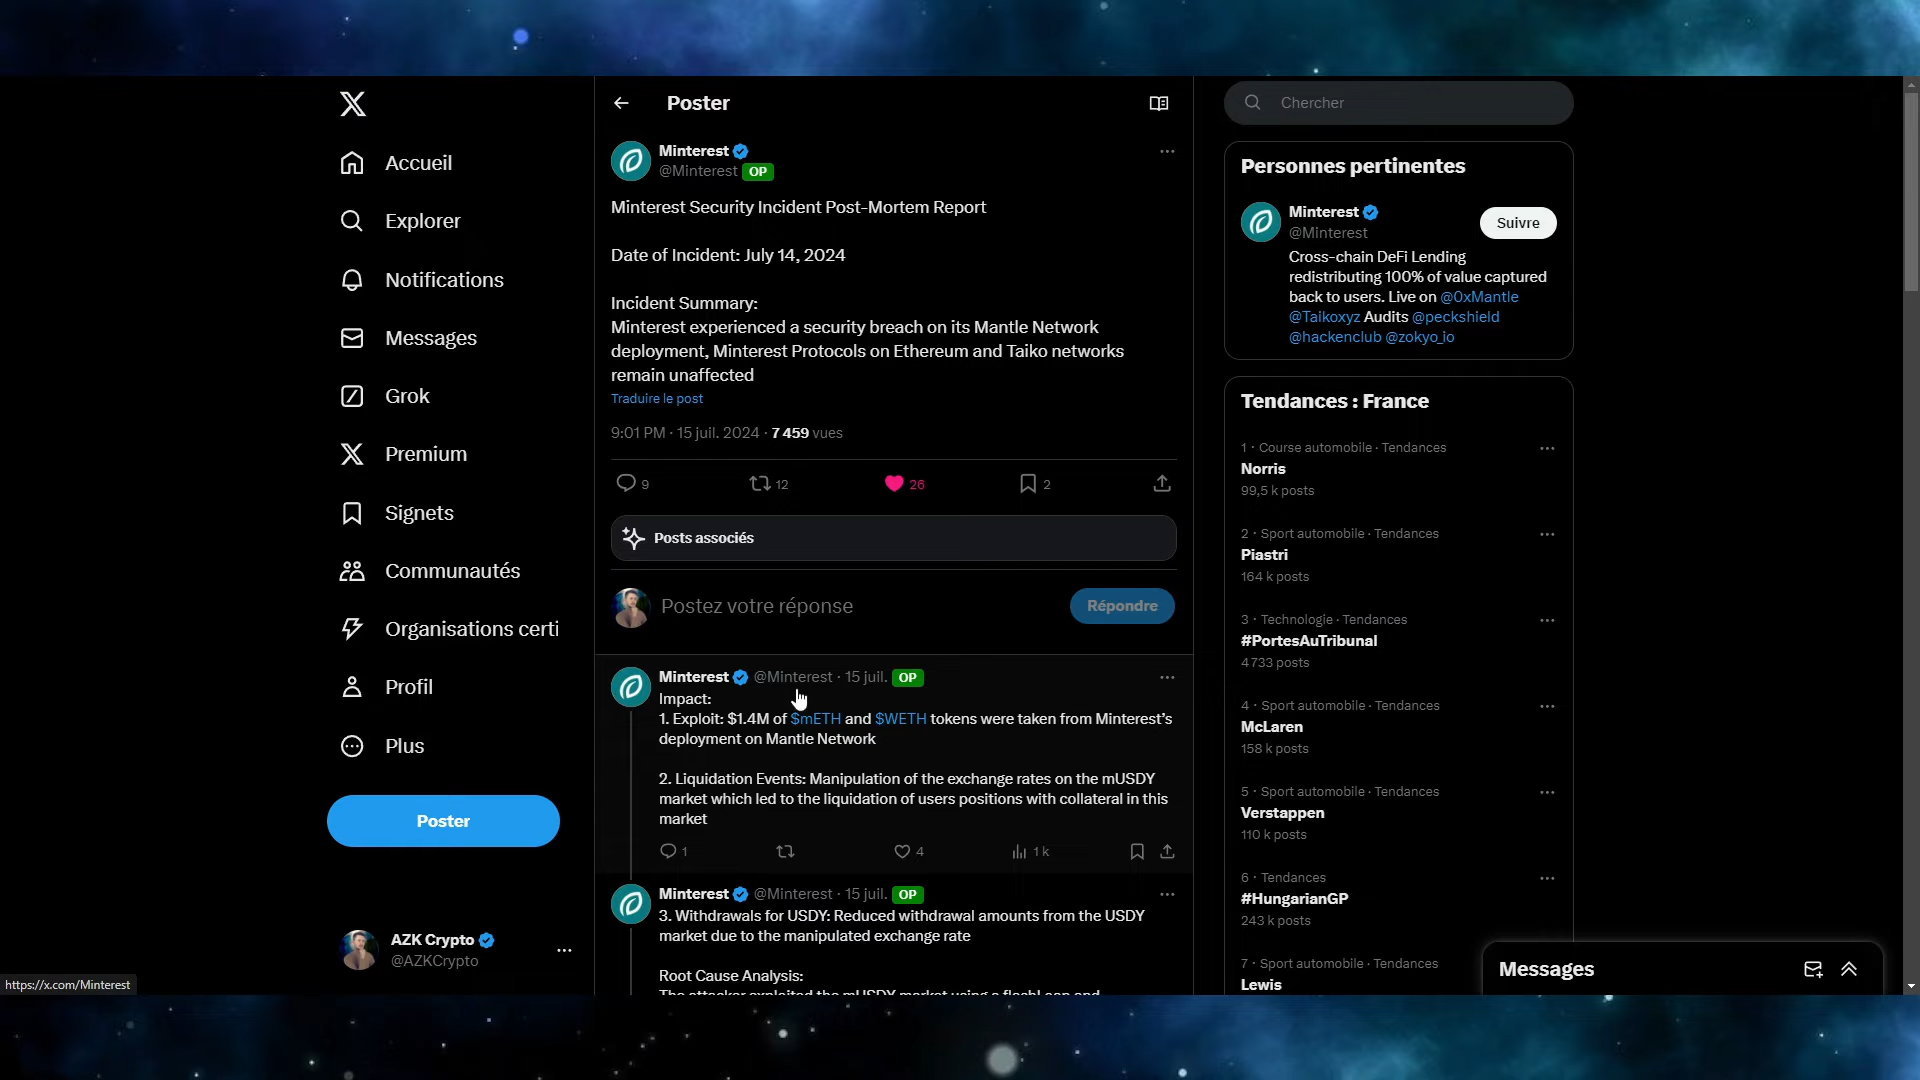 Accueil
Explorer
Notifications
Messages
Grok
Premium
Signets
Communautés
Organisations certi
Profil
Plus
Poster
AZK Crypto
@AZKCrypto
https://x.com/Minterest
Poster
Minterest
@Minterest OP
Minterest Security Incident Post-Mortem Report
Date of Incident: July 14, 2024
Incident Summary:
Minterest experienced a security breach on its Mantle Network
deployment, Minterest Protocols on Ethereum and Taiko networks
remain unaffected
Traduire le post
9:01 PM · 15 juil. 2024 · 7 459 vues
9 12 26 2
Posts associés
Postez votre réponse
Répondre
Minterest @Minterest · 15 juil. OP
Impact:
1. Exploit: $1.4M of $mETH and $WETH tokens were taken from Minterest’s
deployment on Mantle Network
2. Liquidation Events: Manipulation of the exchange rates on the mUSDY
market which led to the liquidation of users positions with collateral in this
market
1 4 1 k
Minterest @Minterest · 15 juil. OP
3. Withdrawals for USDY: Reduced withdrawal amounts from the USDY
market due to the manipulated exchange rate
Root Cause Analysis:
The attacker exploited the mUSDY market using a flashLoan and
Chercher
Personnes pertinentes
Minterest
@Minterest
Suivre
Cross-chain DeFi Lending
redistributing 100% of value captured
back to users. Live on @0xMantle
@Taikoxyz Audits @peckshield
@hackenclub @zokyo_io
Tendances : France
1 · Course automobile · Tendances
Norris
99,5 k posts
2 · Sport automobile · Tendances
Piastri
164 k posts
3 · Technologie · Tendances
#PortesAuTribunal
4 733 posts
4 · Sport automobile · Tendances
McLaren
158 k posts
5 · Sport automobile · Tendances
Verstappen
110 k posts
6 · Tendances
#HungarianGP
243 k posts
7 · Sport automobile · Tendances
Lewis
Messages